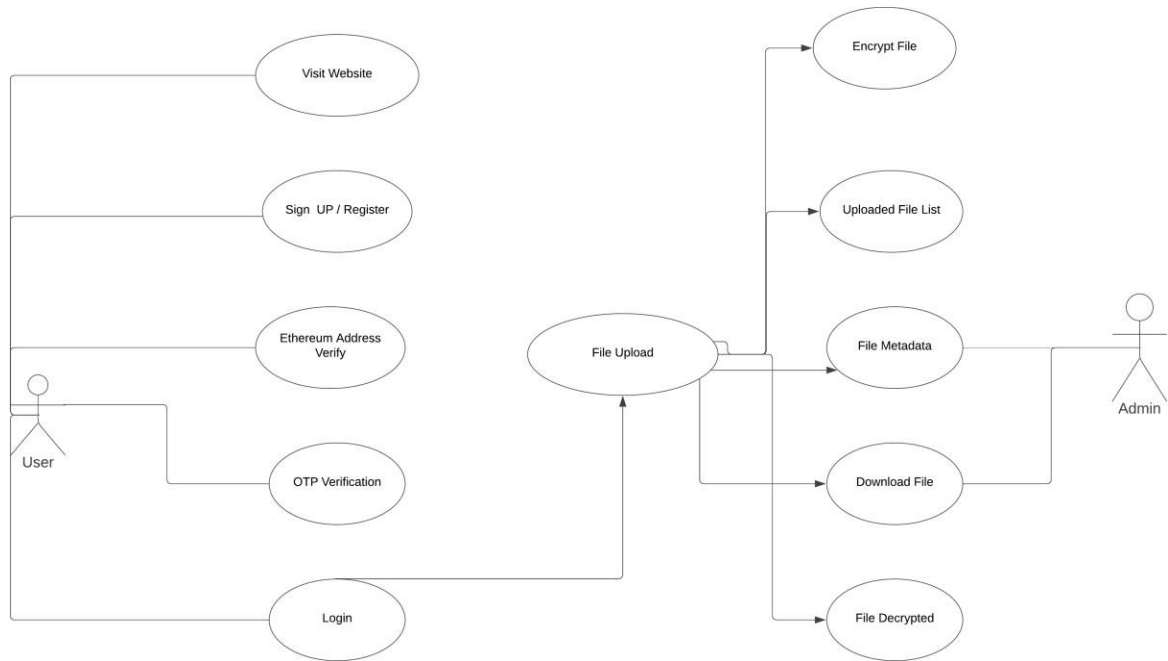 Visit Website
Sign UP / Register
Ethereum Address
Verify
User
OTP Verification
Login
File Upload
Encrypt File
Uploaded File List
File Metadata
Download File
File Decrypted
Admin